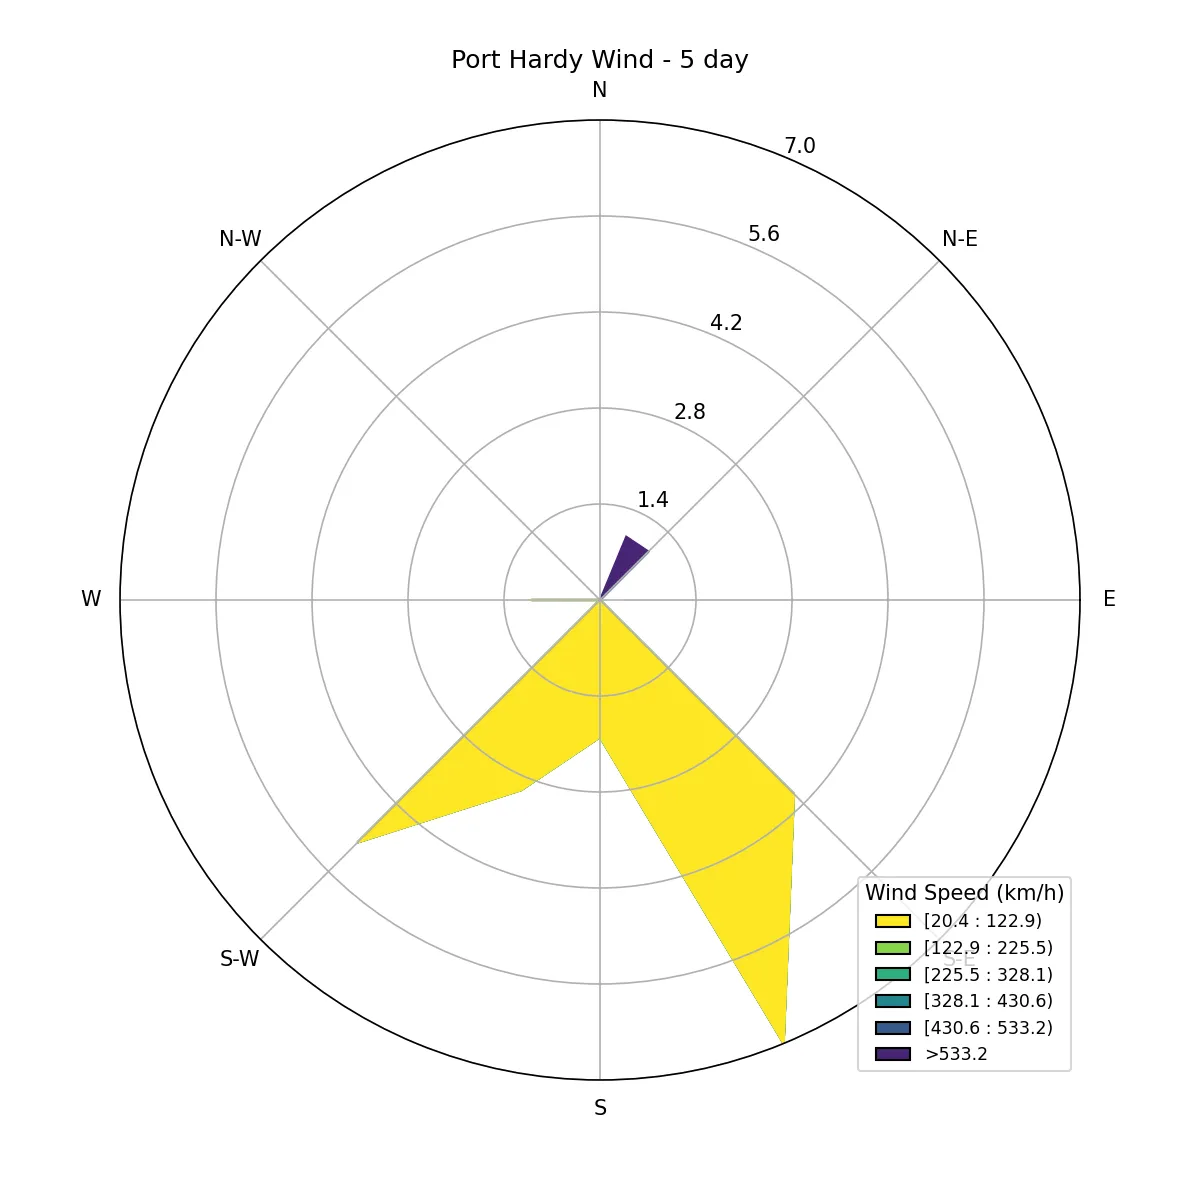 Port Hardy Wind - 5 day
N
7.0
N-W
5.6
N-E
4.2
2.8
1.4
W
E
Wind Speed (km/h)
[20.4 : 122.9)
[122.9 : 225.5)
S-W
S-E
[225.5 : 328.1)
[328.1 : 430.6)
[430.6 : 533.2)
>533.2
S